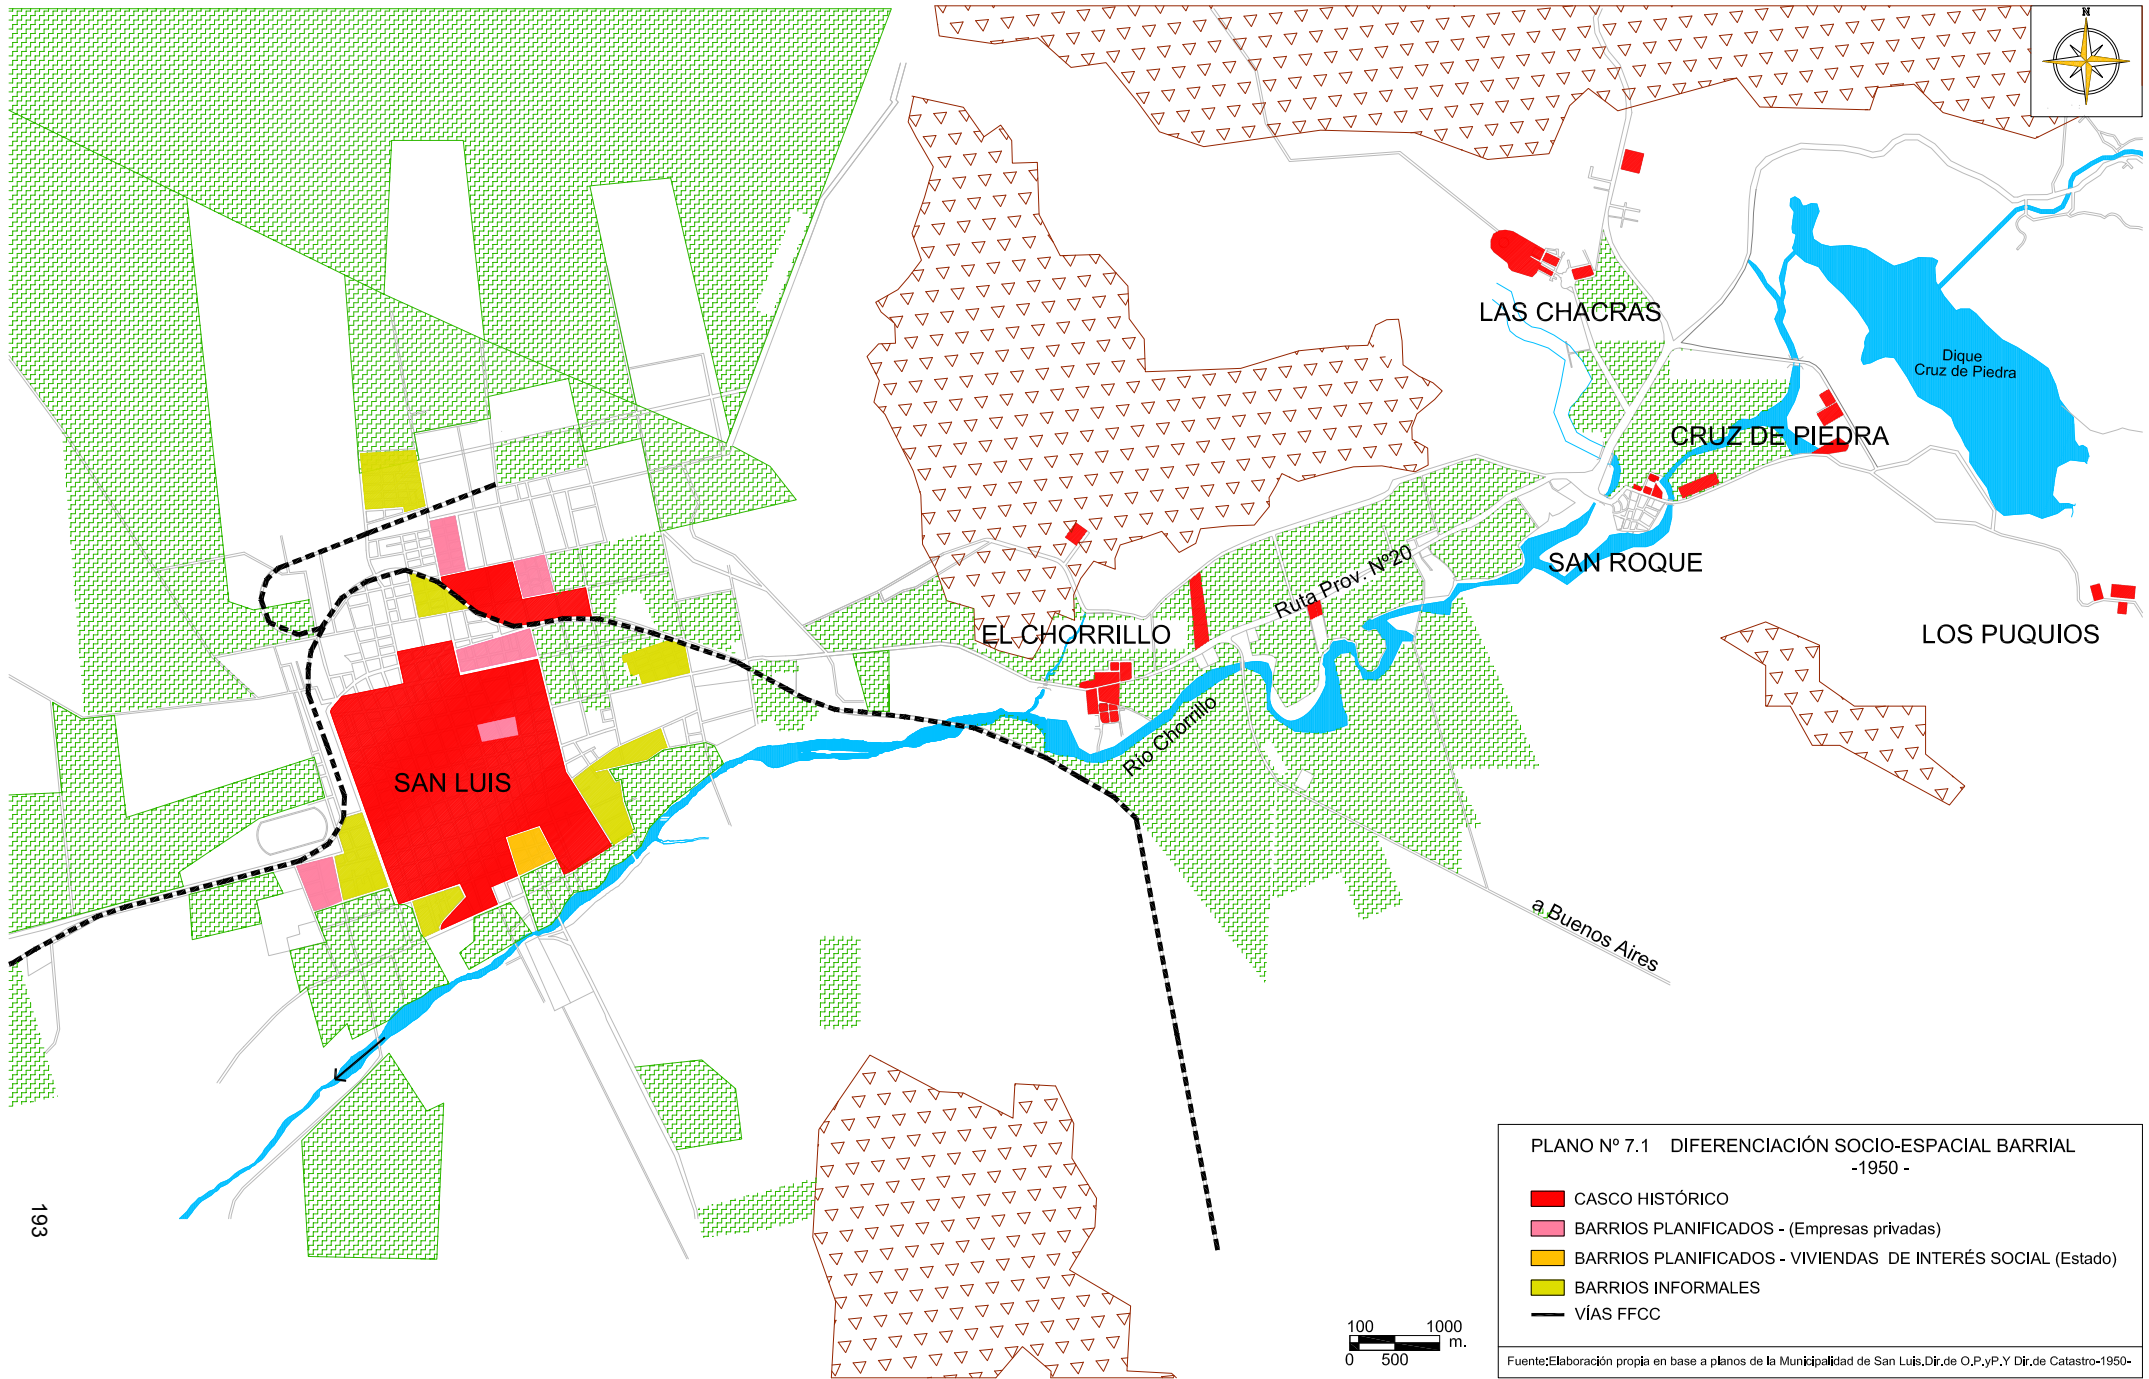 N
LAS CHACRAS
Dique
Cruz de Piedra
CRUZ DE PIEDRA
SAN ROQUE
Ruta Prov. Nº20
EL CHORRILLO
LOS PUQUIOS
Río Chorrillo
SAN LUIS
a Buenos Aires
193
PLANO Nº 7.1 DIFERENCIACIÓN SOCIO-ESPACIAL BARRIAL
-1950 -
CASCO HISTÓRICO
BARRIOS PLANIFICADOS - (Empresas privadas)
BARRIOS PLANIFICADOS - VIVIENDAS DE INTERÉS SOCIAL (Estado)
BARRIOS INFORMALES
VÍAS FFCC
100 1000
m.
0 500
Fuente:Elaboración propia en base a planos de la Municipalidad de San Luis.Dir.de O.P.yP.Y Dir.de Catastro-1950-